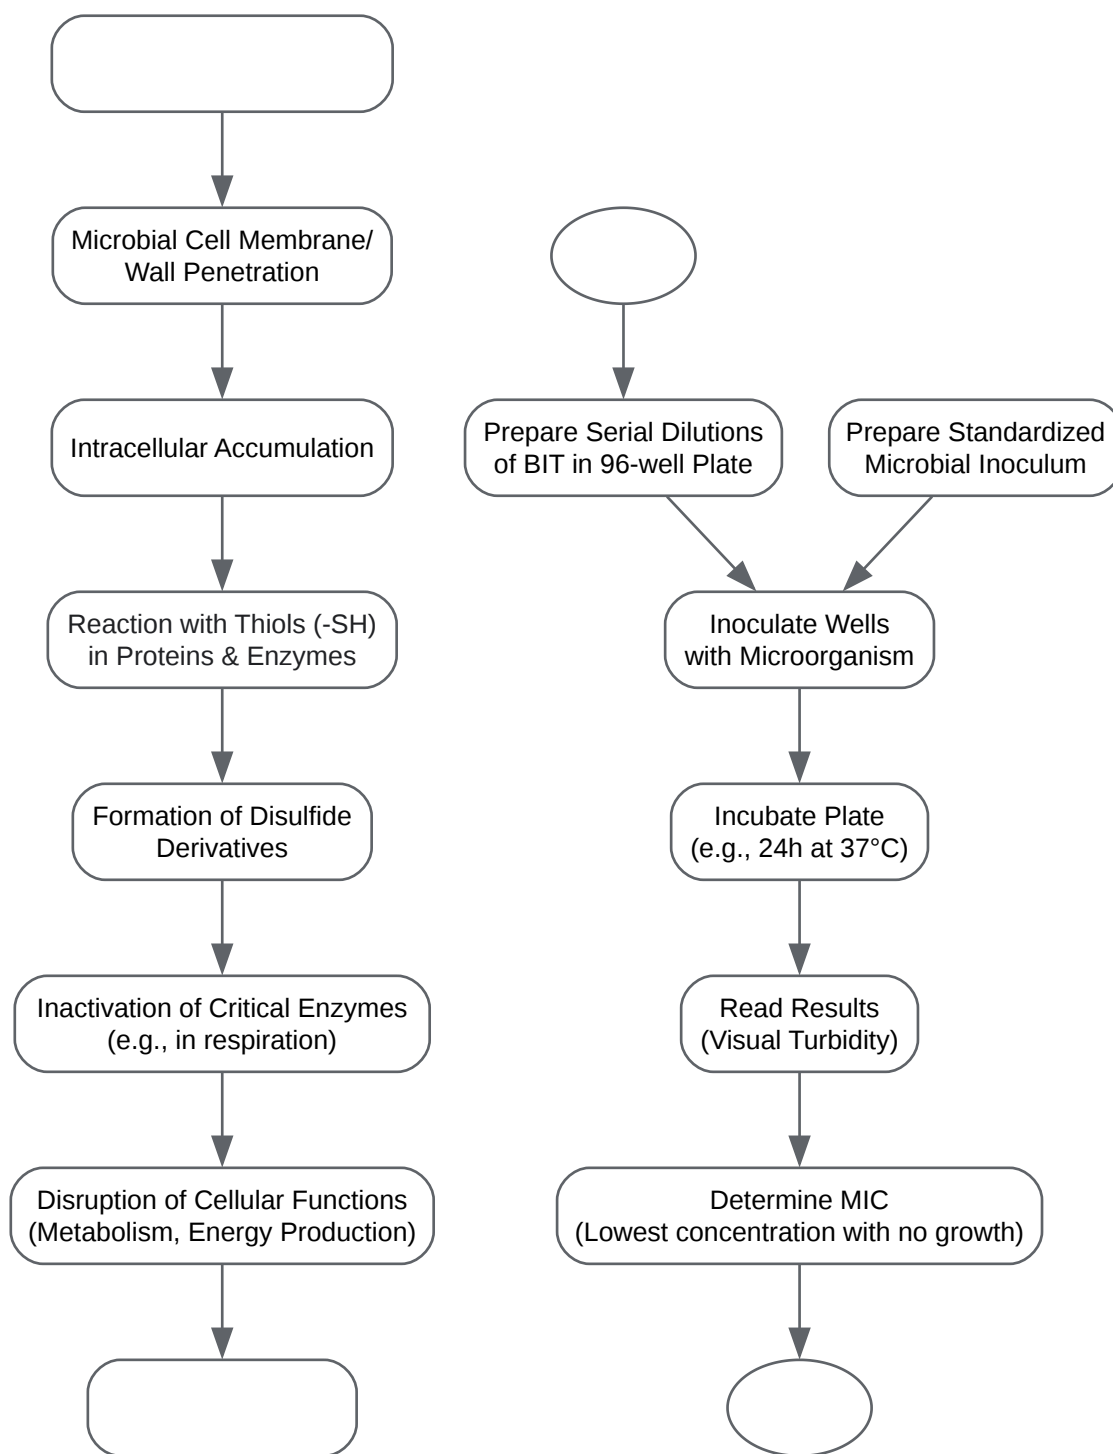 Microbial Cell Membrane/
Wall Penetration
Intracellular Accumulation
Reaction with Thiols (-SH)
in Proteins & Enzymes
Formation of Disulfide
Derivatives
Inactivation of Critical Enzymes
(e.g., in respiration)
Disruption of Cellular Functions
(Metabolism, Energy Production)
Prepare Serial Dilutions
of BIT in 96-well Plate
Prepare Standardized
Microbial Inoculum
Inoculate Wells
with Microorganism
Incubate Plate
(e.g., 24h at 37°C)
Read Results
(Visual Turbidity)
Determine MIC
(Lowest concentration with no growth)